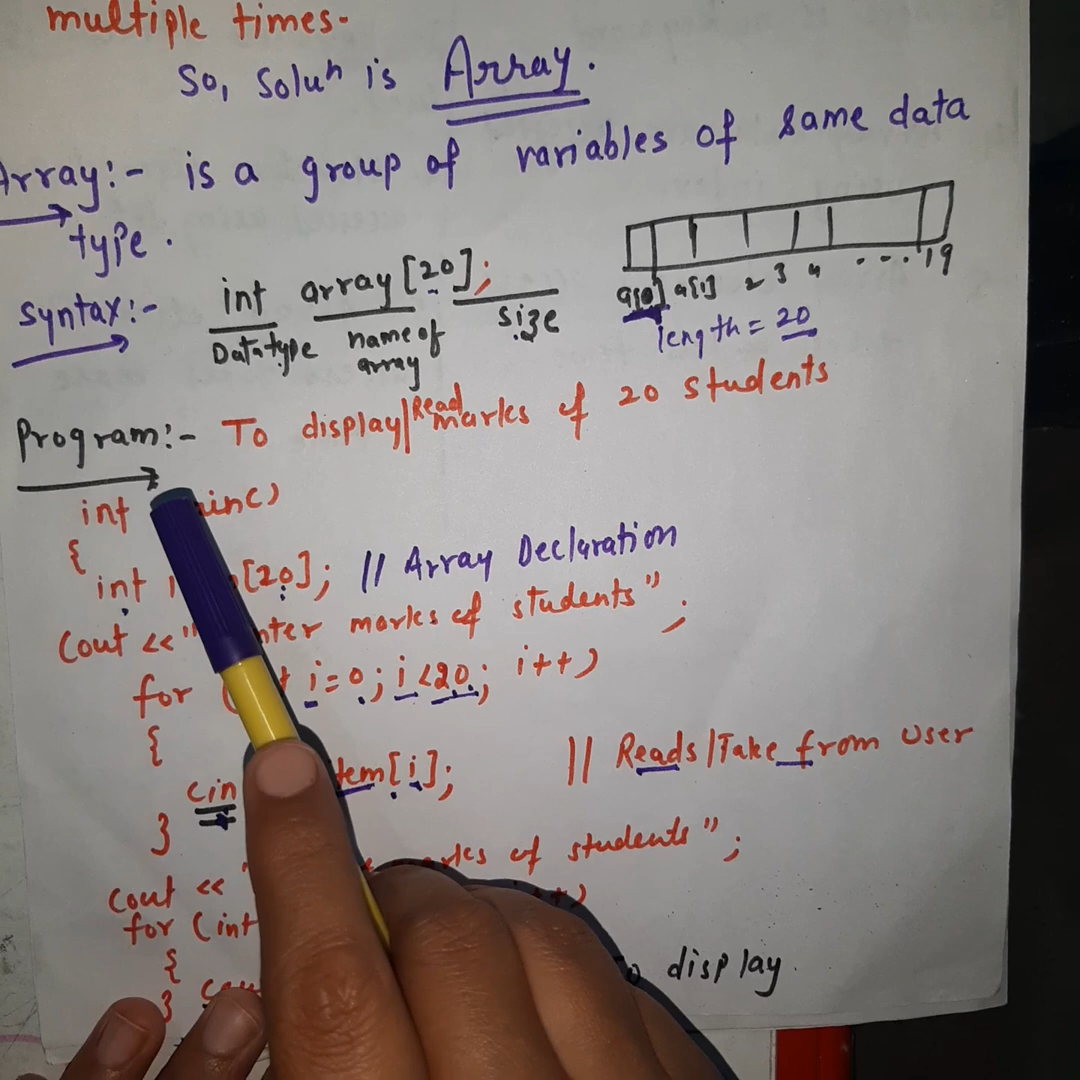 multiple times.
So, Soluⁿ is Array.
Array:- is a group of variables of same data
type.
Syntax:- int array[20];
Datatype name of array size
a[0] a[1] 2 3 4 ... 19
length = 20
Program:- To display/Read marks of 20 students
int
{
int [20]; // Array Declaration
Cout <<" marks of students";
for ( i=0; i<20; i++)
{
cin [i]; // Reads/Take from user
}
Cout << " of students";
for (int
{
} display